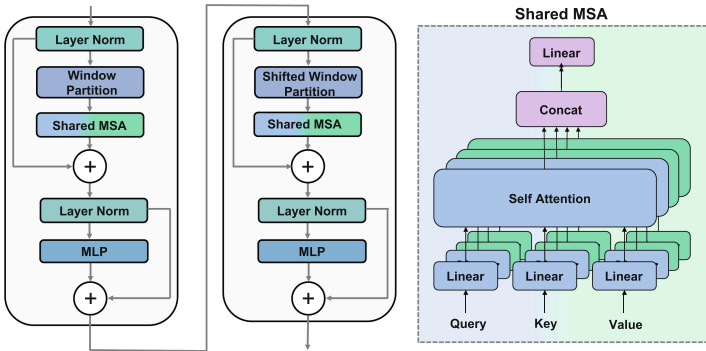 Layer Norm
Window
Partition
Shared MSA
+
Layer Norm
MLP
+
Layer Norm
Shifted Window
Partition
Shared MSA
+
Layer Norm
MLP
+
Shared MSA
Linear
Concat
Self Attention
Linear
Linear
Linear
Query
Key
Value